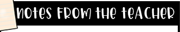 notes FROM the teACHeR